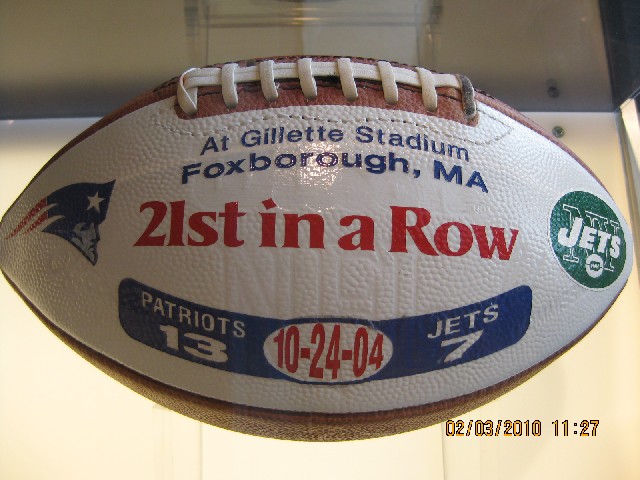 At Gillette Stadium
Foxborough, MA
21st in a Row
NY
JETS
PATRIOTS
13
10-24-04
JETS
7
02/03/2010 11:27